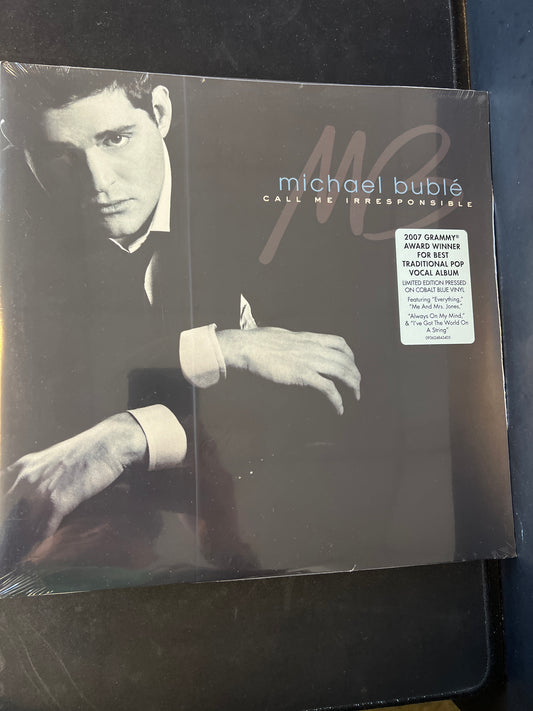 MB
michael bublé
CALL ME IRRESPONSIBLE
2007 GRAMMY®
AWARD WINNER
FOR BEST
TRADITIONAL POP
VOCAL ALBUM
LIMITED EDITION PRESSED
ON COBALT BLUE VINYL
Featuring "Everything,"
"Me And Mrs. Jones,"
"Always On My Mind,"
& "I've Got The World On
A String"